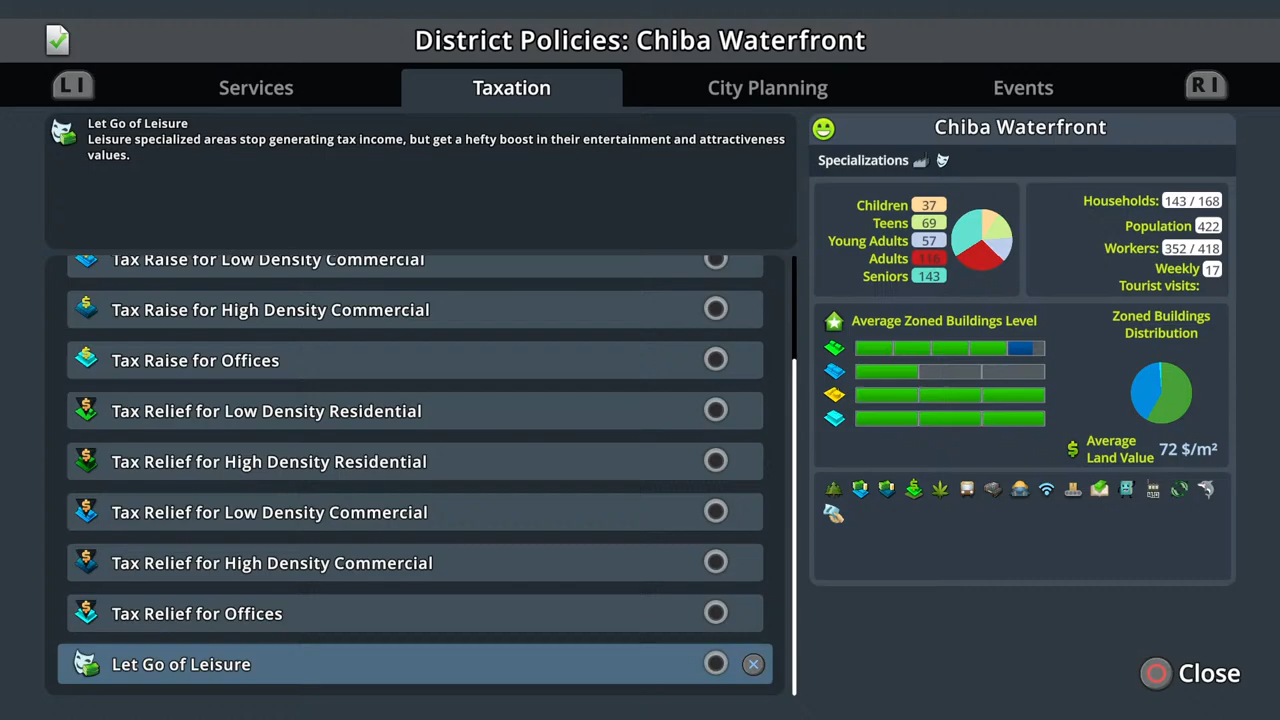 District Policies: Chiba Waterfront
L1
Services
Taxation
City Planning
Events
R1
Let Go of Leisure
Leisure specialized areas stop generating tax income, but get a hefty boost in their entertainment and attractiveness
values.
Tax Raise for Low Density Commercial
Tax Raise for High Density Commercial
Tax Raise for Offices
Tax Relief for Low Density Residential
Tax Relief for High Density Residential
Tax Relief for Low Density Commercial
Tax Relief for High Density Commercial
Tax Relief for Offices
Let Go of Leisure
Chiba Waterfront
Specializations
Children 37
Teens 69
Young Adults 57
Adults 116
Seniors 143
Households: 143 / 168
Population 422
Workers: 352 / 418
Weekly 17
Tourist visits:
Average Zoned Buildings Level
Zoned Buildings
Distribution
Average
Land Value 72 $/m²
Close